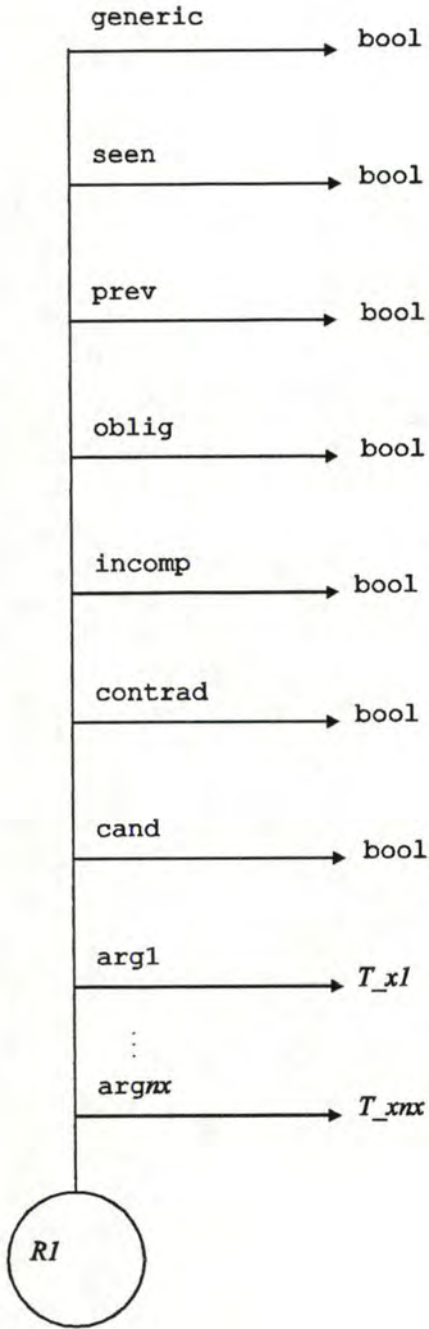 generic bool
seen bool
prev bool
oblig bool
incomp bool
contrad bool
cand bool
arg1 T_x1
⋮
argnx T_xnx
R1